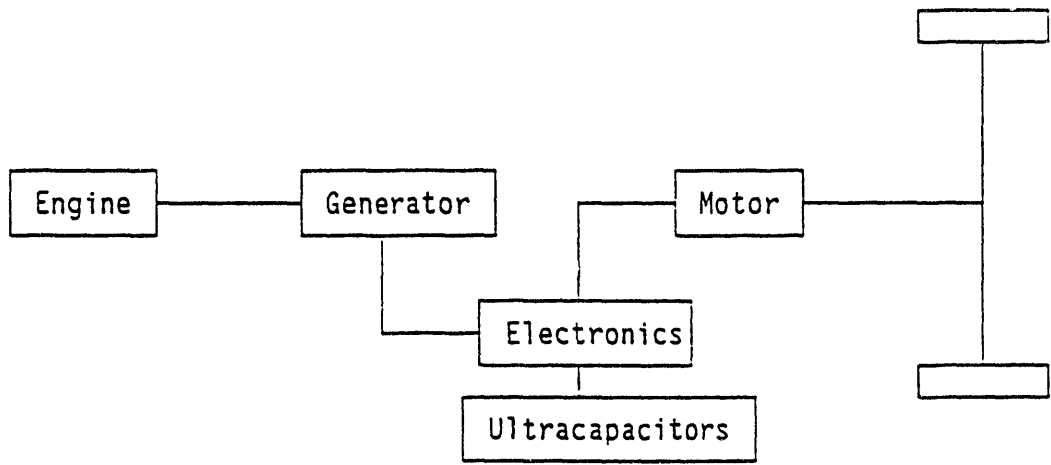 Engine
Generator
Motor
Electronics
Ultracapacitors